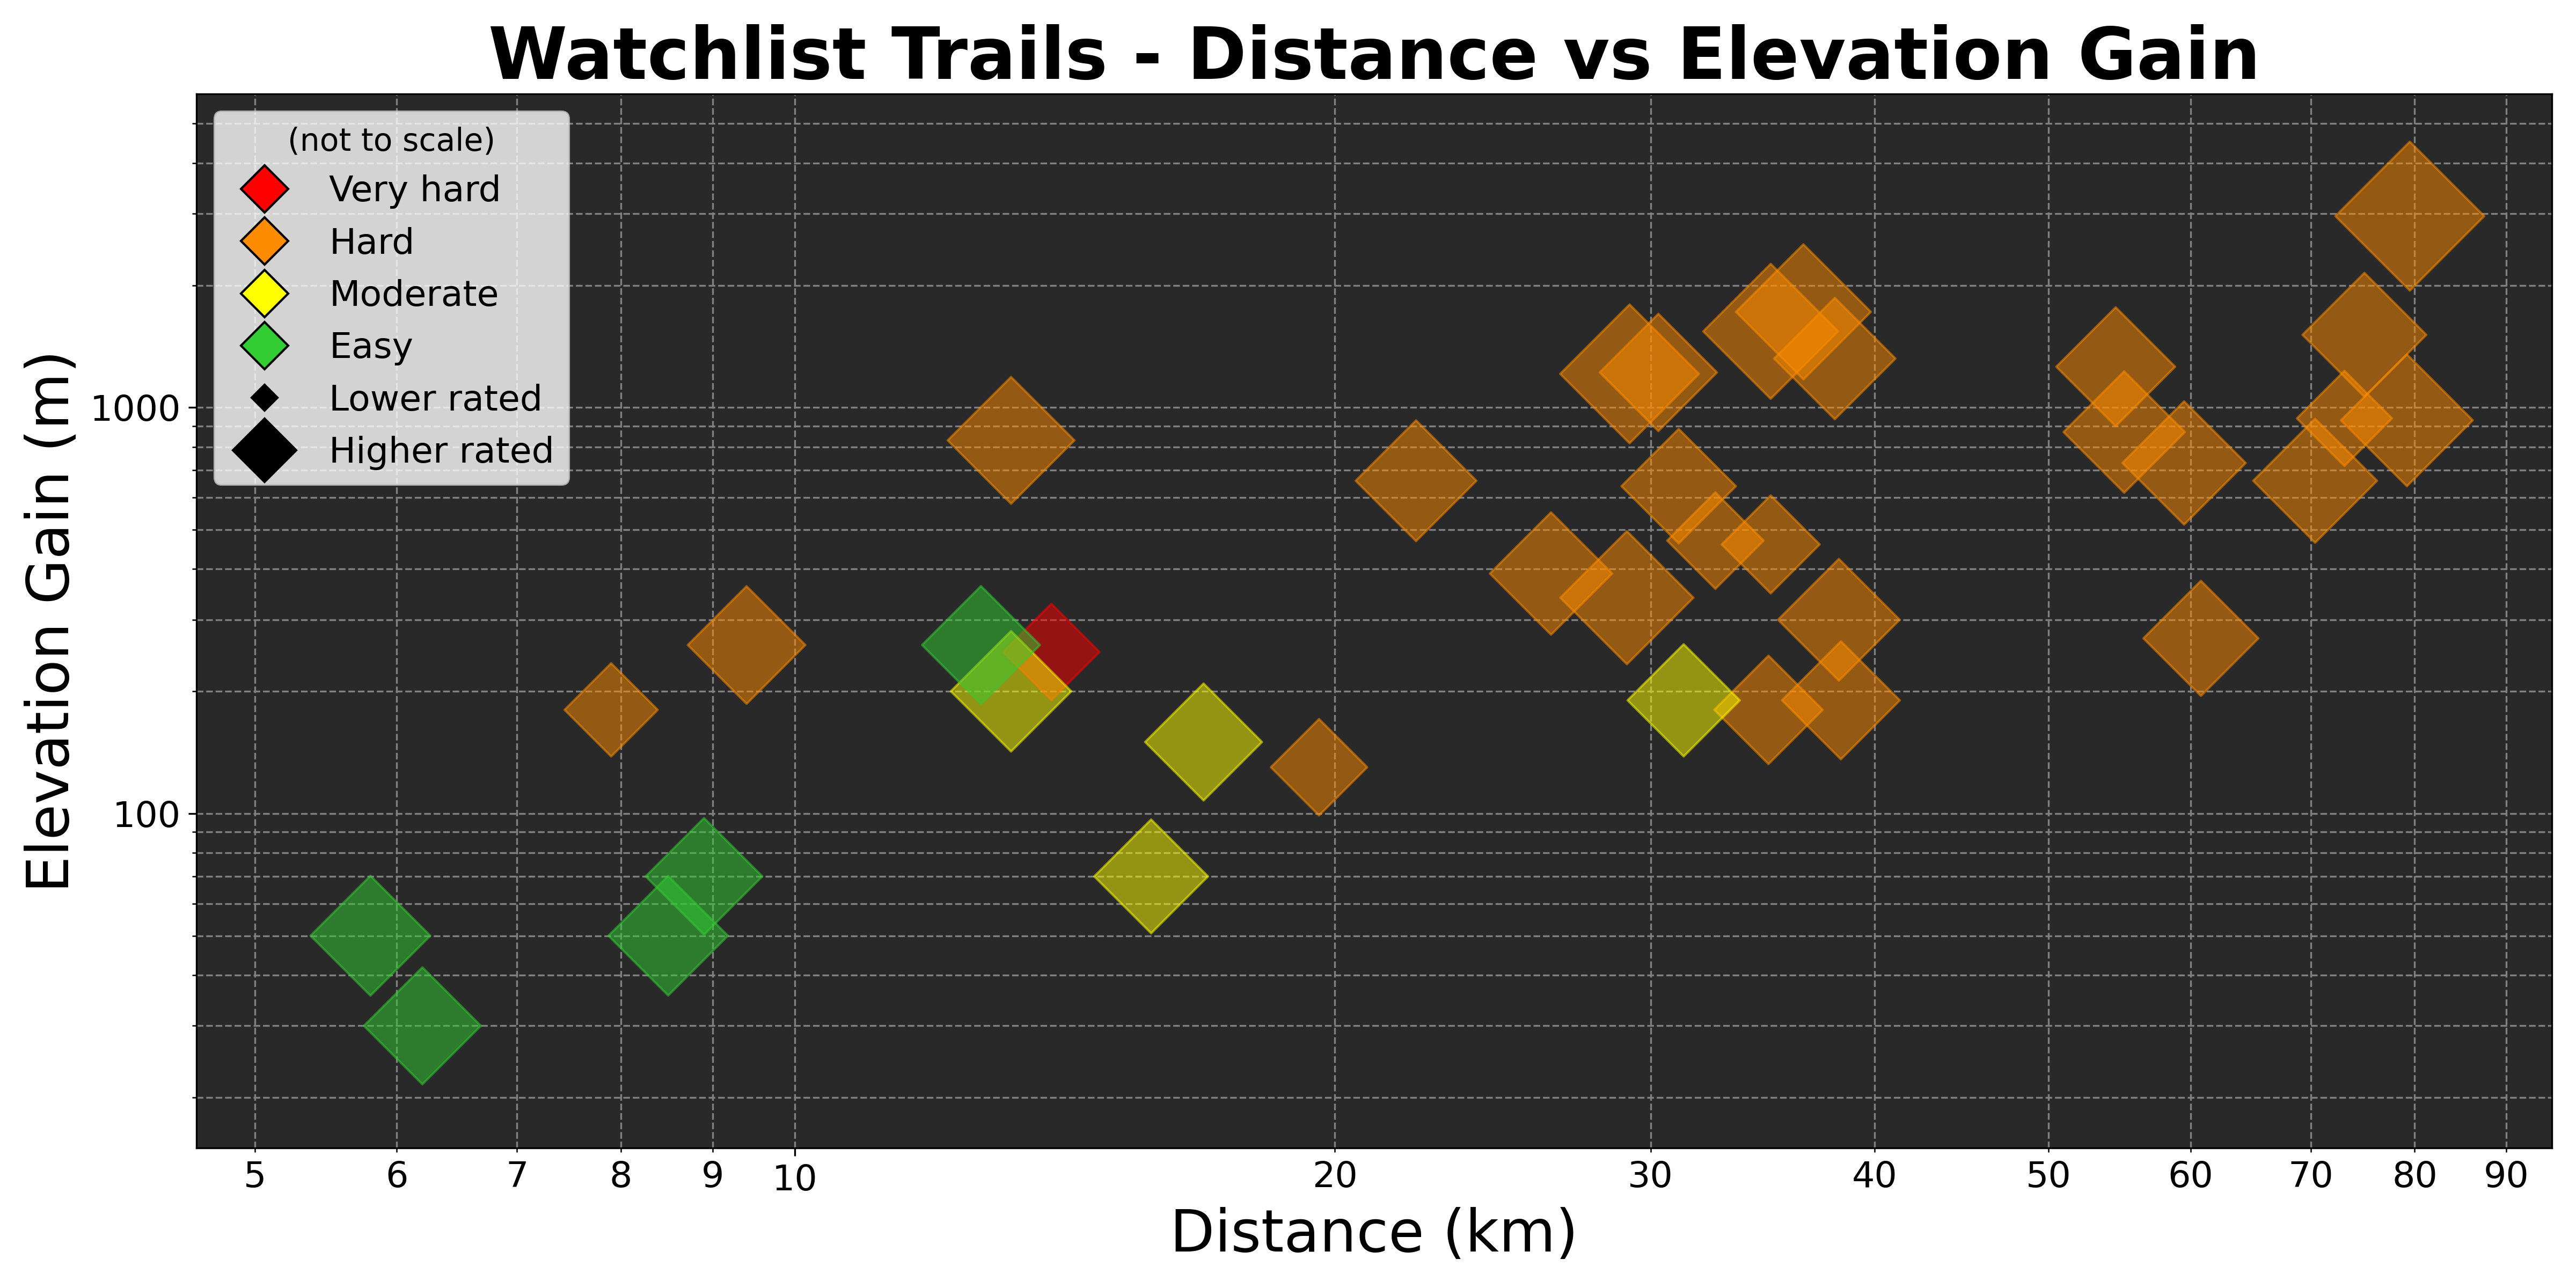 Watchlist Trails - Distance vs Elevation Gain
(not to scale)
Very hard
Hard
Moderate
Easy
Lower rated
Higher rated
Elevation Gain (m)
1000
100
5 6 7 8 9 10 20 30 40 50 60 70 80 90
Distance (km)